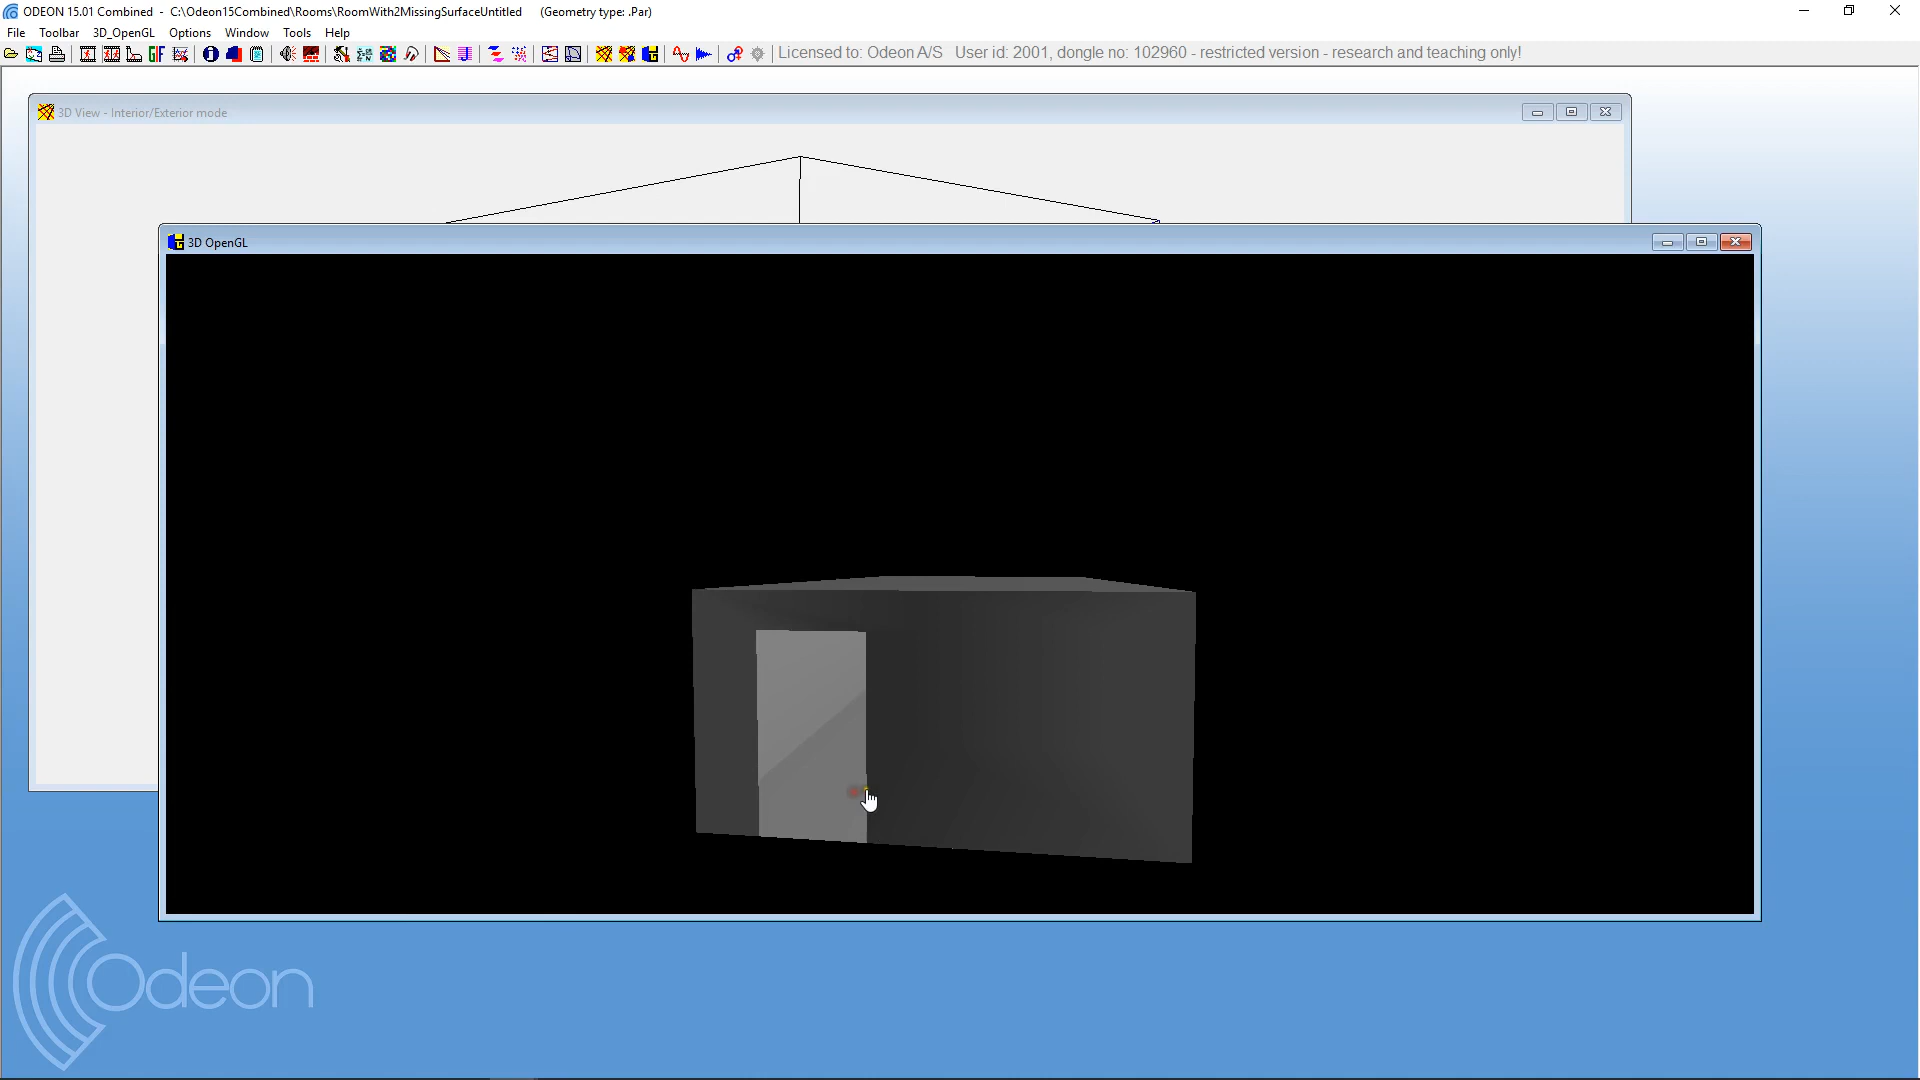 ODEON 15.01 Combined - C:\Odeon15Combined\Rooms\RoomWith2MissingSurfaceUntitled (Geometry type: .Par)
File Toolbar 3D_OpenGL Options Window Tools Help
Licensed to: Odeon A/S User id: 2001, dongle no: 102960 - restricted version - research and teaching only!
3D View - Interior/Exterior mode
3D OpenGL
Odeon